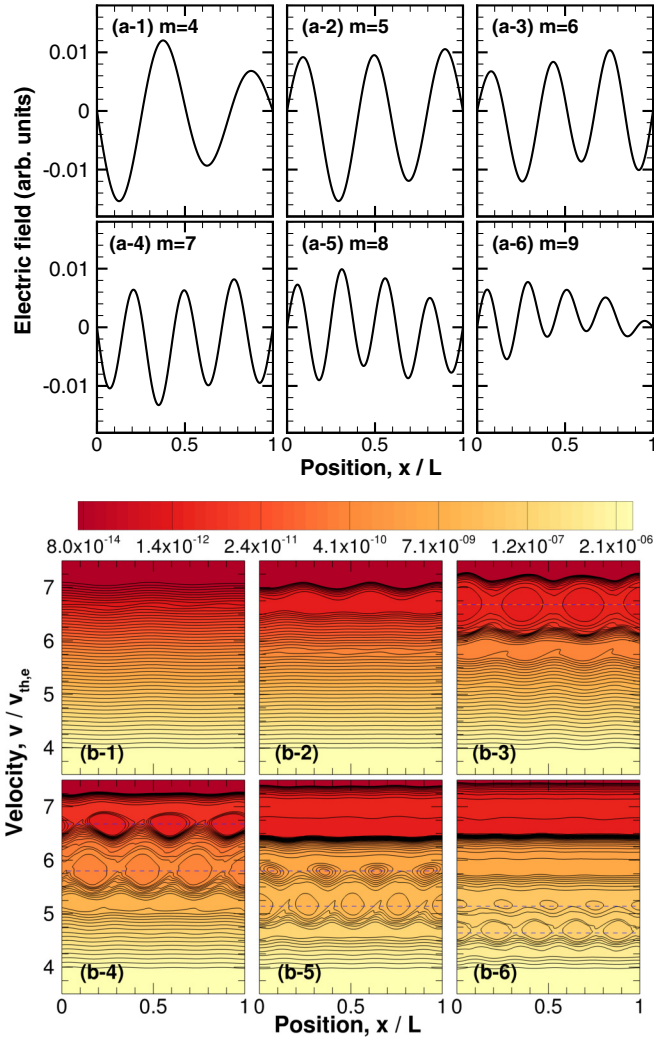 (a-1) m=4 (a-2) m=5 (a-3) m=6
0.01
0
-0.01
(a-4) m=7 (a-5) m=8 (a-6) m=9
0.01
0
-0.01
Electric field (arb. units)
0 0.5 1 0 0.5 1 0 0.5 1
Position, x / L
8.0x10-14 1.4x10-12 2.4x10-11 4.1x10-10 7.1x10-09 1.2x10-07 2.1x10-06
7
6
5
4
(b-1) (b-2) (b-3)
Velocity, v / vth,e
7
6
5
4
(b-4) (b-5) (b-6)
0 0.5 1 0 0.5 1 0 0.5 1
Position, x / L